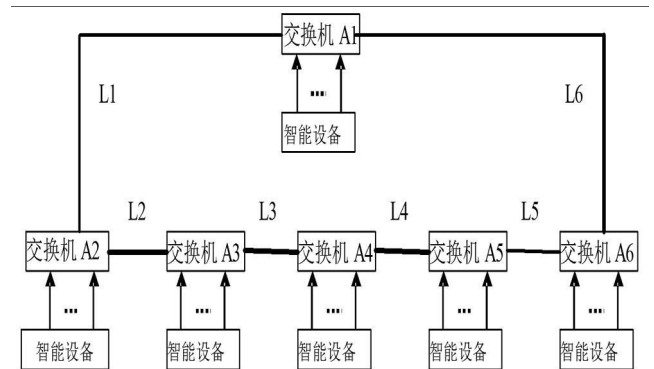 交换机 A1
L1
L6
...
智能设备
L2
L3
L4
L5
交换机 A2
交换机 A3
交换机 A4
交换机 A5
交换机 A6
...
...
...
...
...
智能设备
智能设备
智能设备
智能设备
智能设备